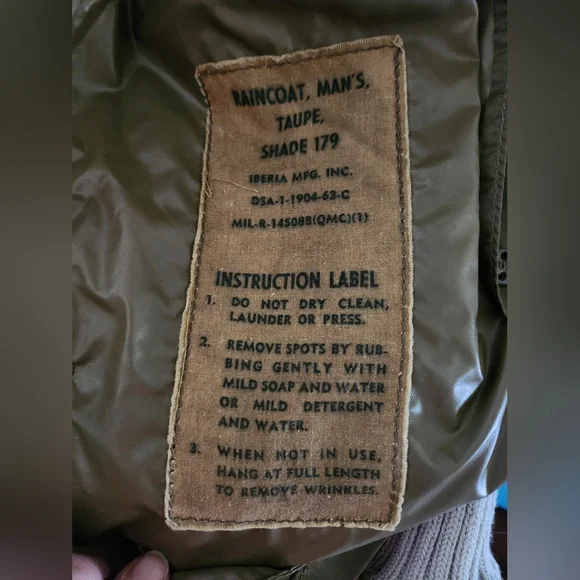 RAINCOAT, MAN'S,
TAUPE,
SHADE 179
IBERIA MFG. INC.
DSA-1-1904-63-C
MIL-R-14508B(QMC)(1)
INSTRUCTION LABEL
1. DO NOT DRY CLEAN,
LAUNDER OR PRESS.
2. REMOVE SPOTS BY RUB-
BING GENTLY WITH
MILD SOAP AND WATER
OR MILD DETERGENT
AND WATER.
3. WHEN NOT IN USE,
HANG AT FULL LENGTH
TO REMOVE WRINKLES.